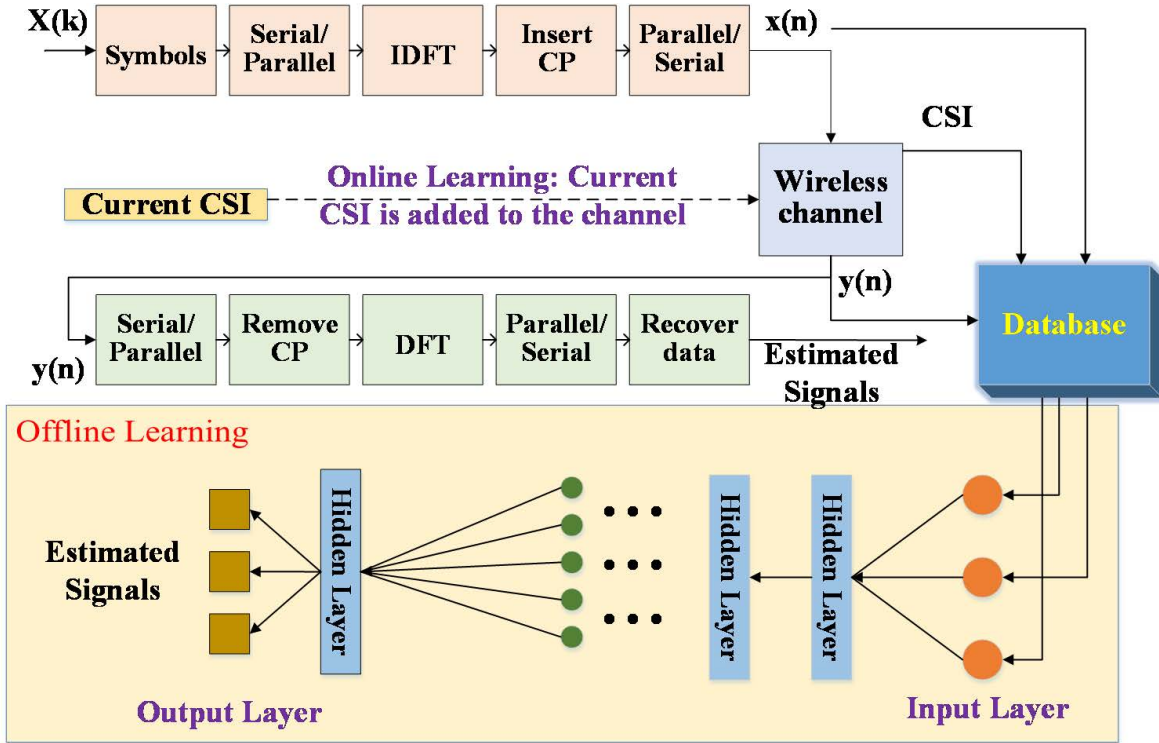 X(k)
Symbols
Serial/
Parallel
IDFT
Insert
CP
Parallel/
Serial
x(n)
CSI
Wireless
channel
Current CSI
Online Learning: Current
CSI is added to the channel
y(n)
y(n)
Serial/
Parallel
Remove
CP
DFT
Parallel/
Serial
Recover
data
Estimated
Signals
Database
Offline Learning
Estimated
Signals
Hidden Layer
Hidden Layer
Hidden Layer
Output Layer
Input Layer